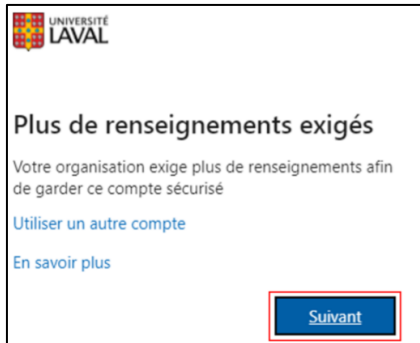 UNIVERSITÉ
LAVAL
Plus de renseignements exigés
Votre organisation exige plus de renseignements afin
de garder ce compte sécurisé
Utiliser un autre compte
En savoir plus
Suivant